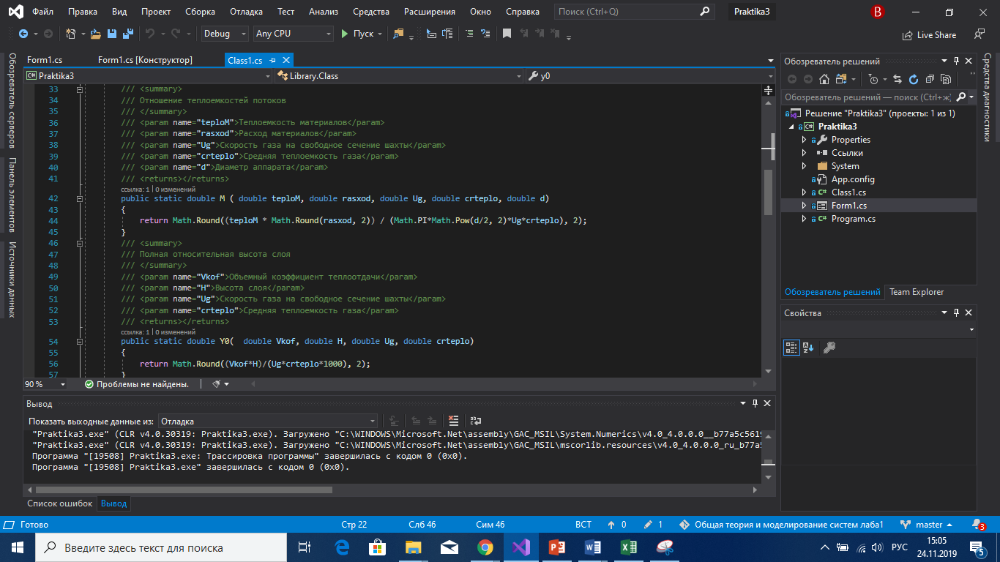 Файл Правка Вид Проект Сборка Отладка Тест Анализ Средства Расширения Окно Справка Поиск (Ctrl+Q) Praktika3 B
Debug Any CPU Пуск Live Share
Обозреватель серверов
Панель элементов
Источники данных
Form1.cs Form1.cs [Конструктор] Class1.cs
Praktika3 Library.Class y0
33 /// <summary>
34 /// Отношение теплоемкостей потоков
35 /// </summary>
36 /// <param name="teploM">Теплоемкость материалов</param>
37 /// <param name="rasxod">Расход материалов</param>
38 /// <param name="Ug">Скорость газа на свободное сечение шахты</param>
39 /// <param name="crteplo">Средняя теплоемкость газа</param>
40 /// <param name="d">Диаметр аппарата</param>
41 /// <returns></returns>
ссылка: 1 | 0 изменений
42 public static double M ( double teploM, double rasxod, double Ug, double crteplo, double d)
43 {
44 return Math.Round((teploM * Math.Round(rasxod, 2)) / (Math.PI*Math.Pow(d/2, 2)*Ug*crteplo), 2);
45 }
46 /// <summary>
47 /// Полная относительная высота слоя
48 /// </summary>
49 /// <param name="Vkof">Объемный коэффициент теплоотдачи</param>
50 /// <param name="H">Высота слоя</param>
51 /// <param name="Ug">Скорость газа на свободное сечение шахты</param>
52 /// <param name="crteplo">Средняя теплоемкость газа</param>
53 /// <returns></returns>
ссылка: 1 | 0 изменений
54 public static double Y0( double Vkof, double H, double Ug, double crteplo)
55 {
56 return Math.Round((Vkof*H)/(Ug*crteplo*1000), 2);
57 }
90 % Проблемы не найдены.
Вывод
Показать выходные данные из: Отладка
"Praktika3.exe" (CLR v4.0.30319: Praktika3.exe). Загружено "C:\WINDOWS\Microsoft.Net\assembly\GAC_MSIL\System.Numerics\v4.0_4.0.0.0__b77a5c5619
"Praktika3.exe" (CLR v4.0.30319: Praktika3.exe). Загружено "C:\WINDOWS\Microsoft.Net\assembly\GAC_MSIL\mscorlib.resources\v4.0_4.0.0.0_ru_b77a5
Программа "[19508] Praktika3.exe: Трассировка программы" завершилась с кодом 0 (0x0).
Программа "[19508] Praktika3.exe" завершилась с кодом 0 (0x0).
Список ошибок Вывод
Обозреватель решений
Обозреватель решений — поиск (Ctrl+ж)
Решение "Praktika3" (проекты: 1 из 1)
Praktika3
Properties
Ссылки
System
App.config
Class1.cs
Form1.cs
Program.cs
Обозреватель решений Team Explorer
Свойства
Средства диагностики
Готово Стр 22 Слб 46 Сим 46 ВСТ 0 1 Общая теория и моделирование систем лаба1 master 3
Введите здесь текст для поиска РУС 15:05
24.11.2019 5